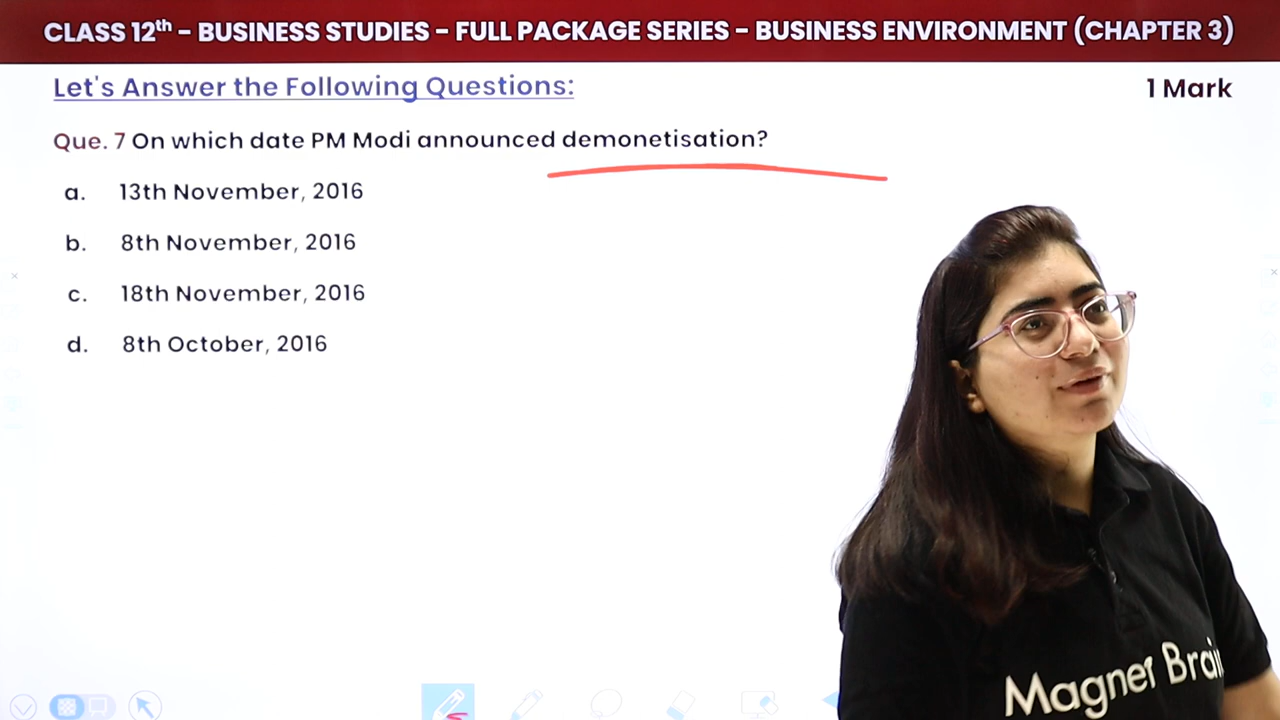 CLASS 12th – BUSINESS STUDIES – FULL PACKAGE SERIES – BUSINESS ENVIRONMENT (CHAPTER 3)
Let's Answer the Following Questions:
1 Mark
Que. 7 On which date PM Modi announced demonetisation?
a. 13th November, 2016
b. 8th November, 2016
c. 18th November, 2016
d. 8th October, 2016
Magnet Brai